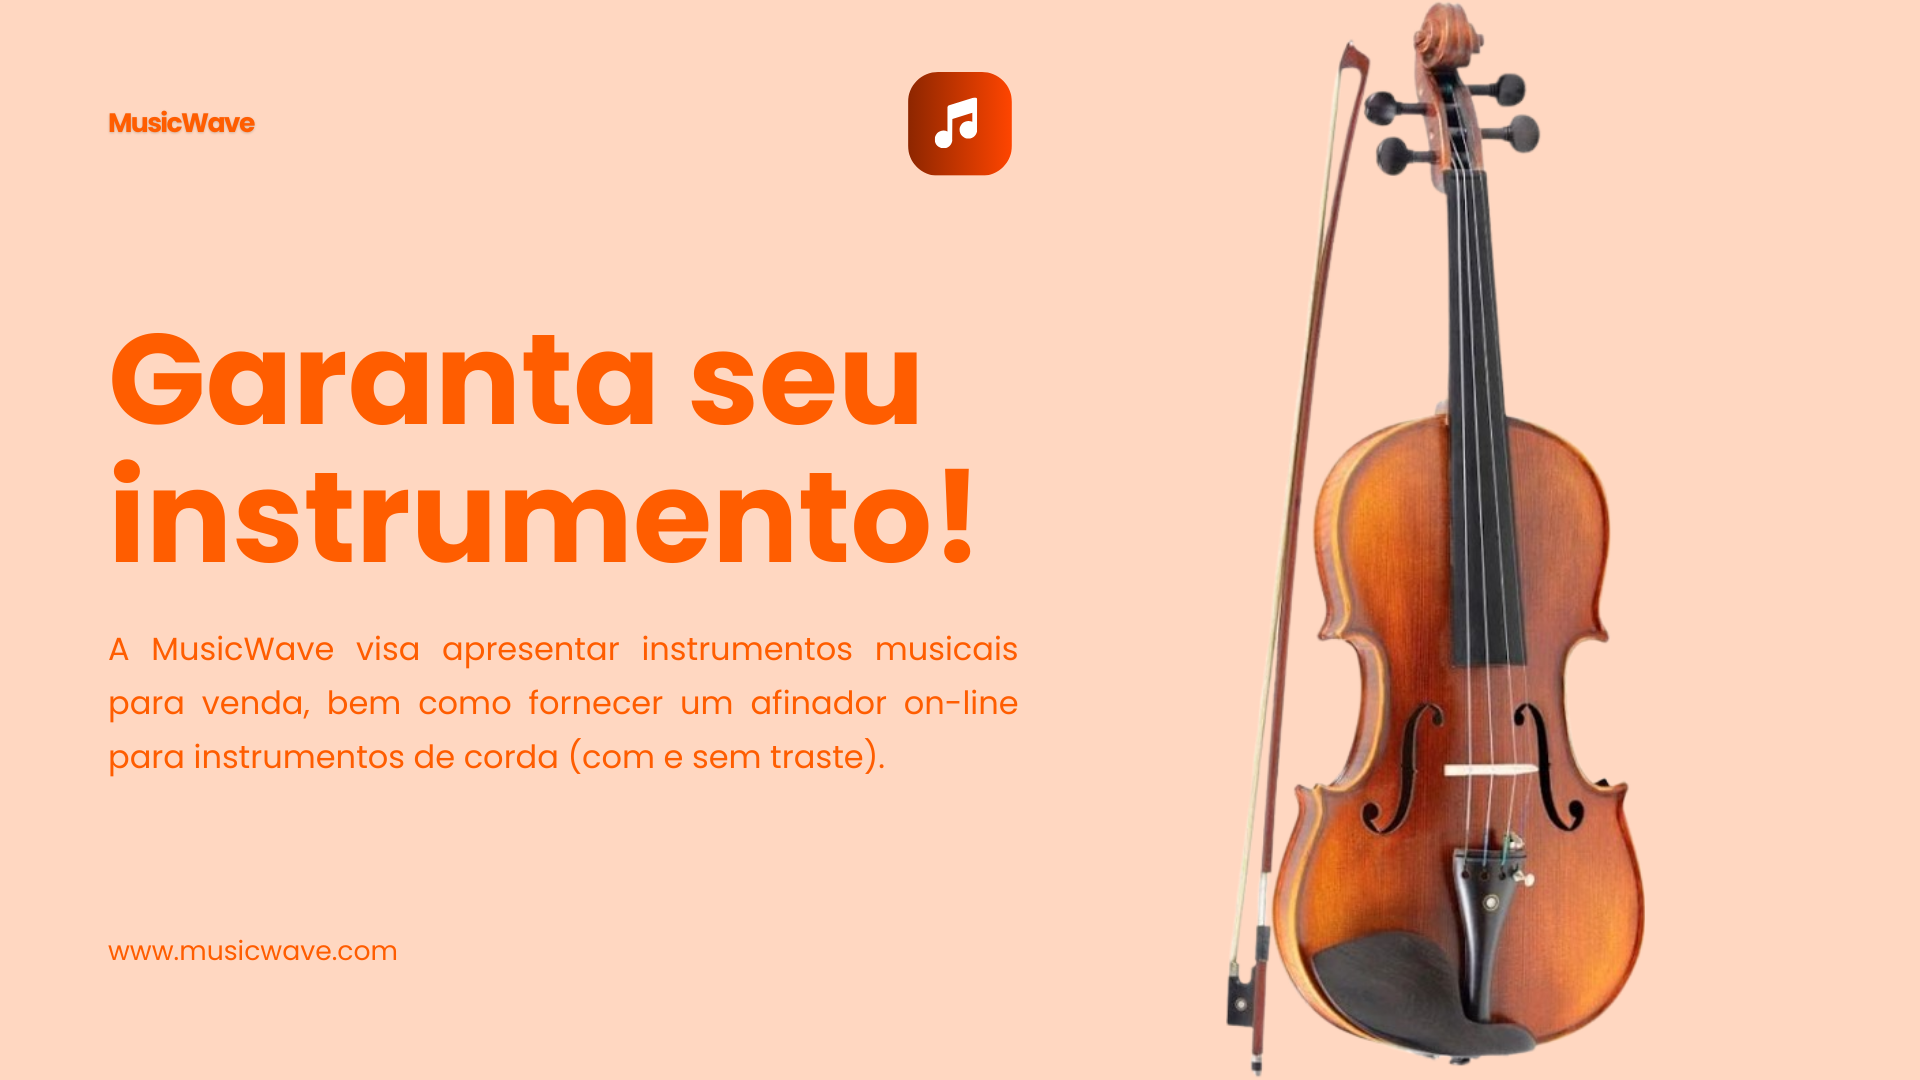 MusicWave
Garanta seu
instrumento!
A MusicWave visa apresentar instrumentos musicais
para venda, bem como fornecer um afinador on-line
para instrumentos de corda (com e sem traste).
www.musicwave.com